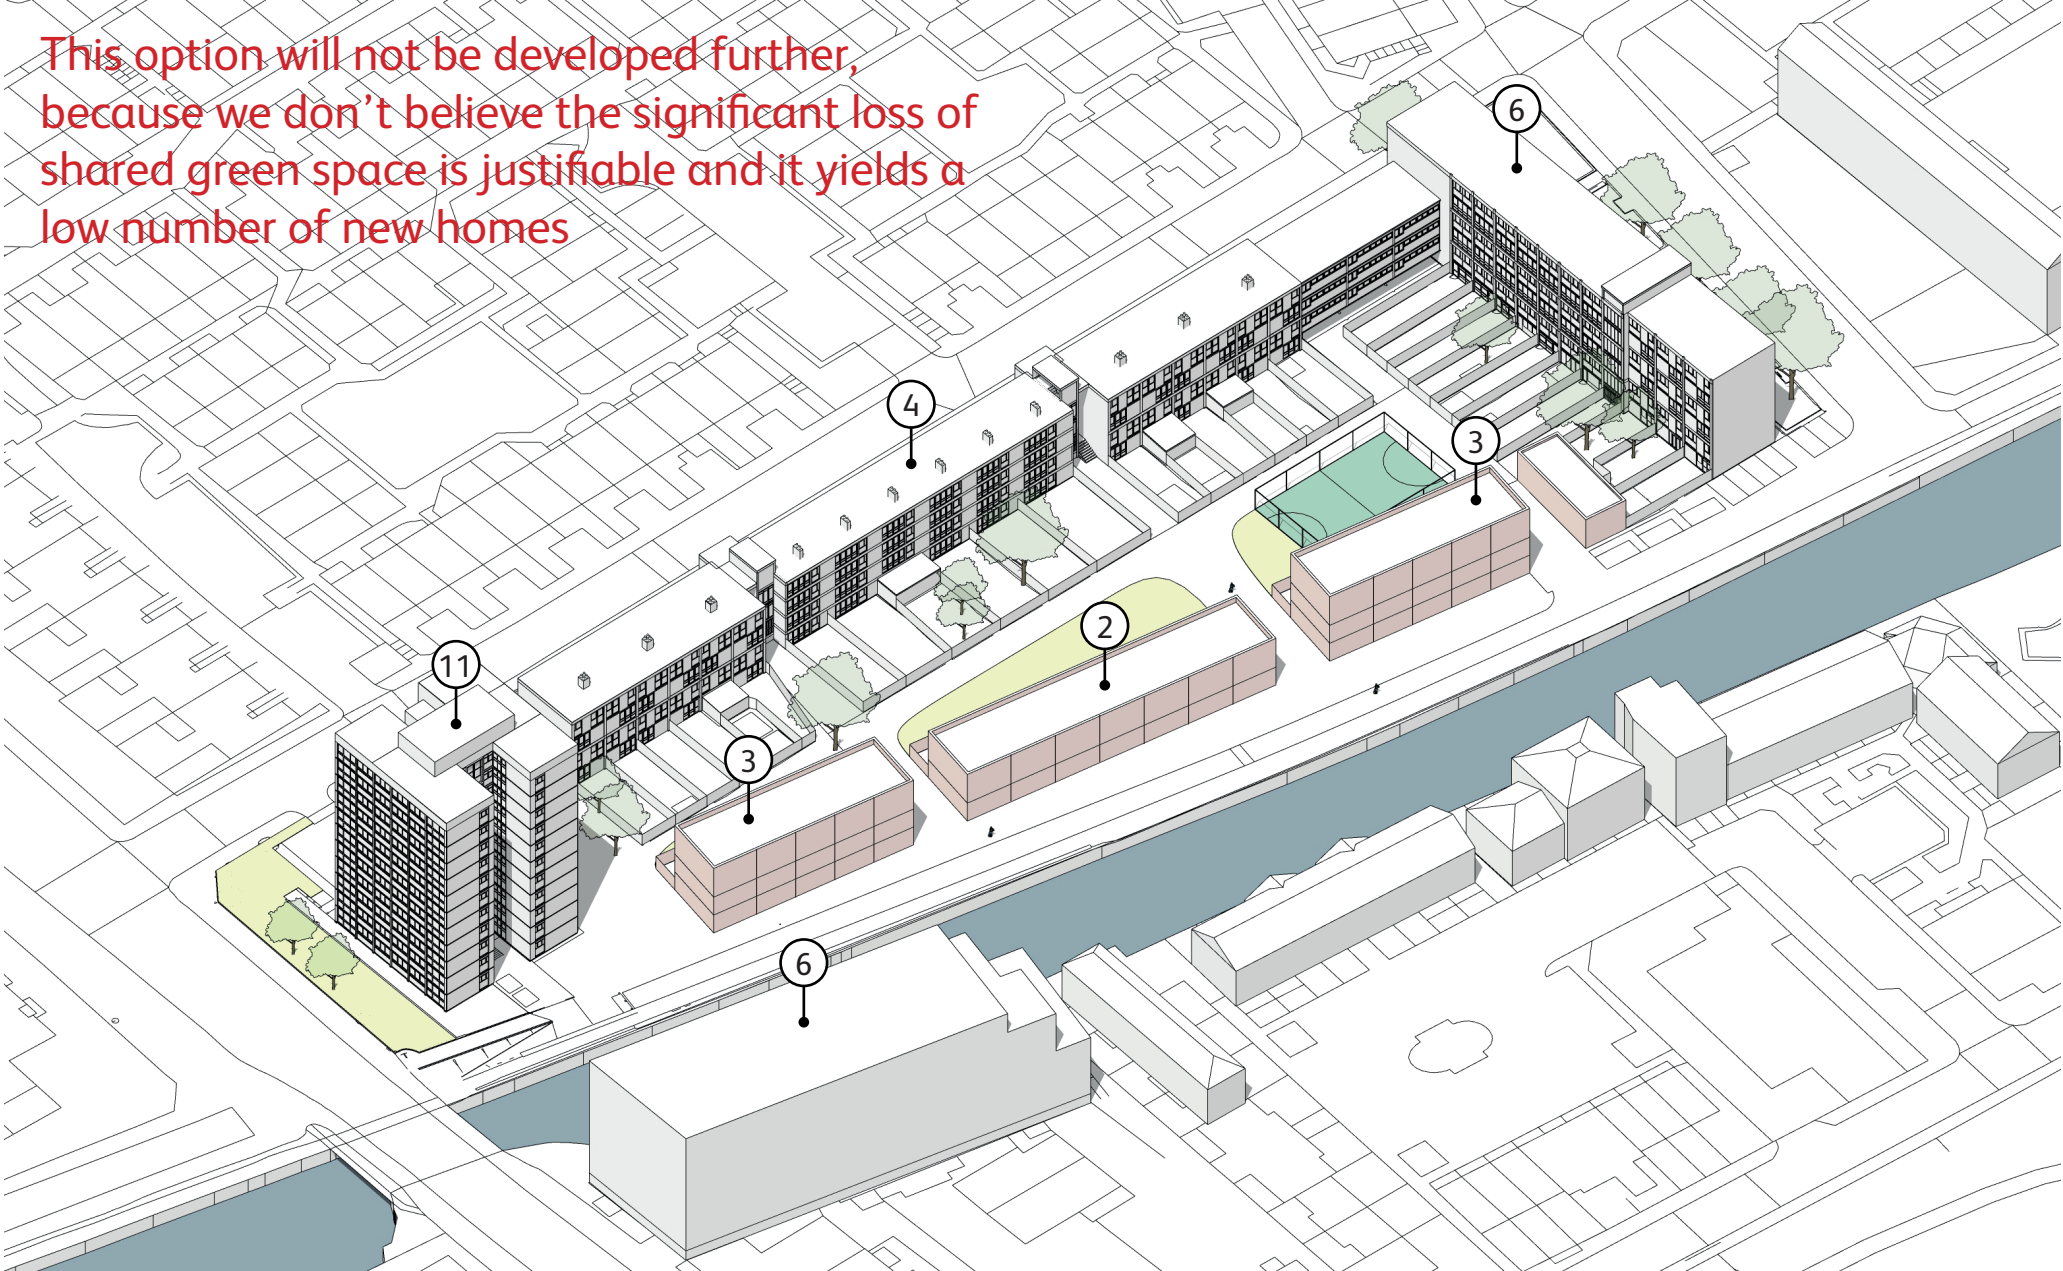 This option will not be developed further,
because we don’t believe the significant loss of
shared green space is justifiable and it yields a
low number of new homes
6
4
3
2
11
3
6